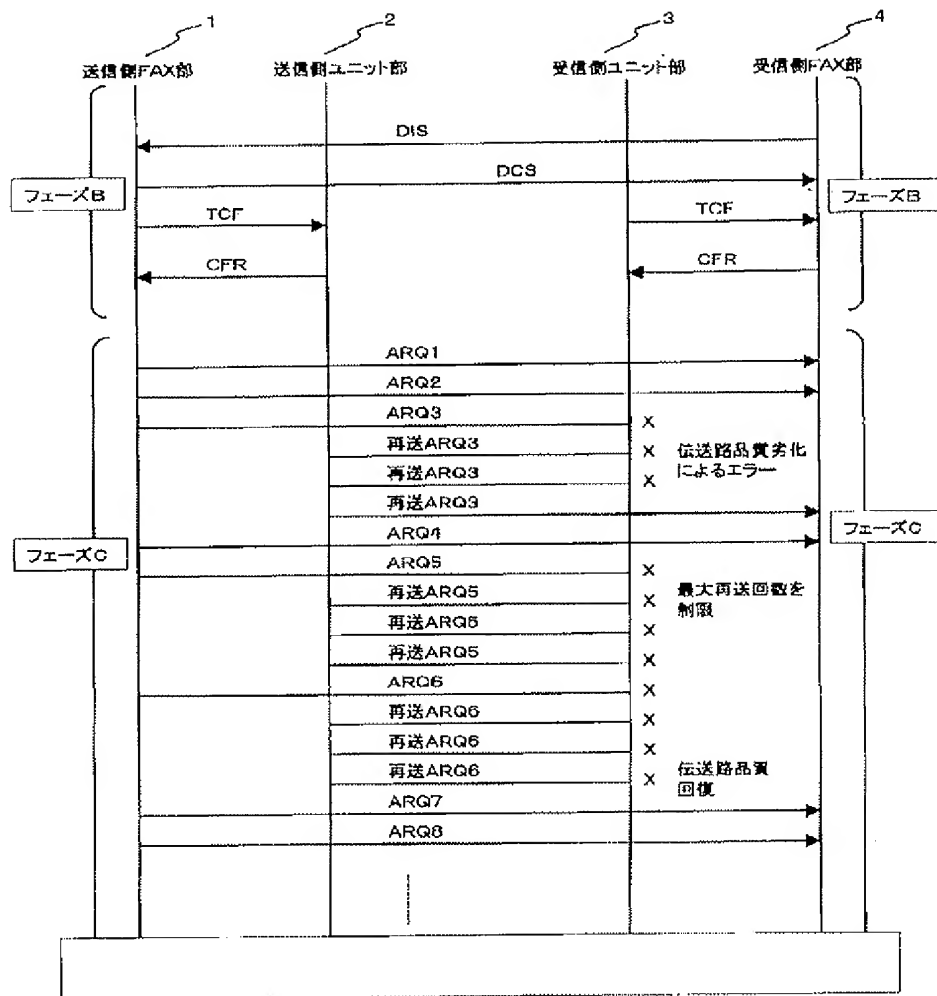 1
2
3
4
送信側FAX部
送信側ユニット部
受信側ユニット部
受信側FAX部
DIS
DCS
フェーズB
フェーズB
TCF
TCF
CFR
CFR
ARQ1
ARQ2
ARQ3
×
再送ARQ3
×
伝送路品質劣化
によるエラー
再送ARQ3
×
再送ARQ3
ARQ4
フェーズC
フェーズC
ARQ5
×
再送ARQ5
×
最大再送回数を
制限
再送ARQ5
×
再送ARQ5
×
ARQ6
×
再送ARQ6
×
再送ARQ6
×
再送ARQ6
×
伝送路品質
回復
ARQ7
ARQ8